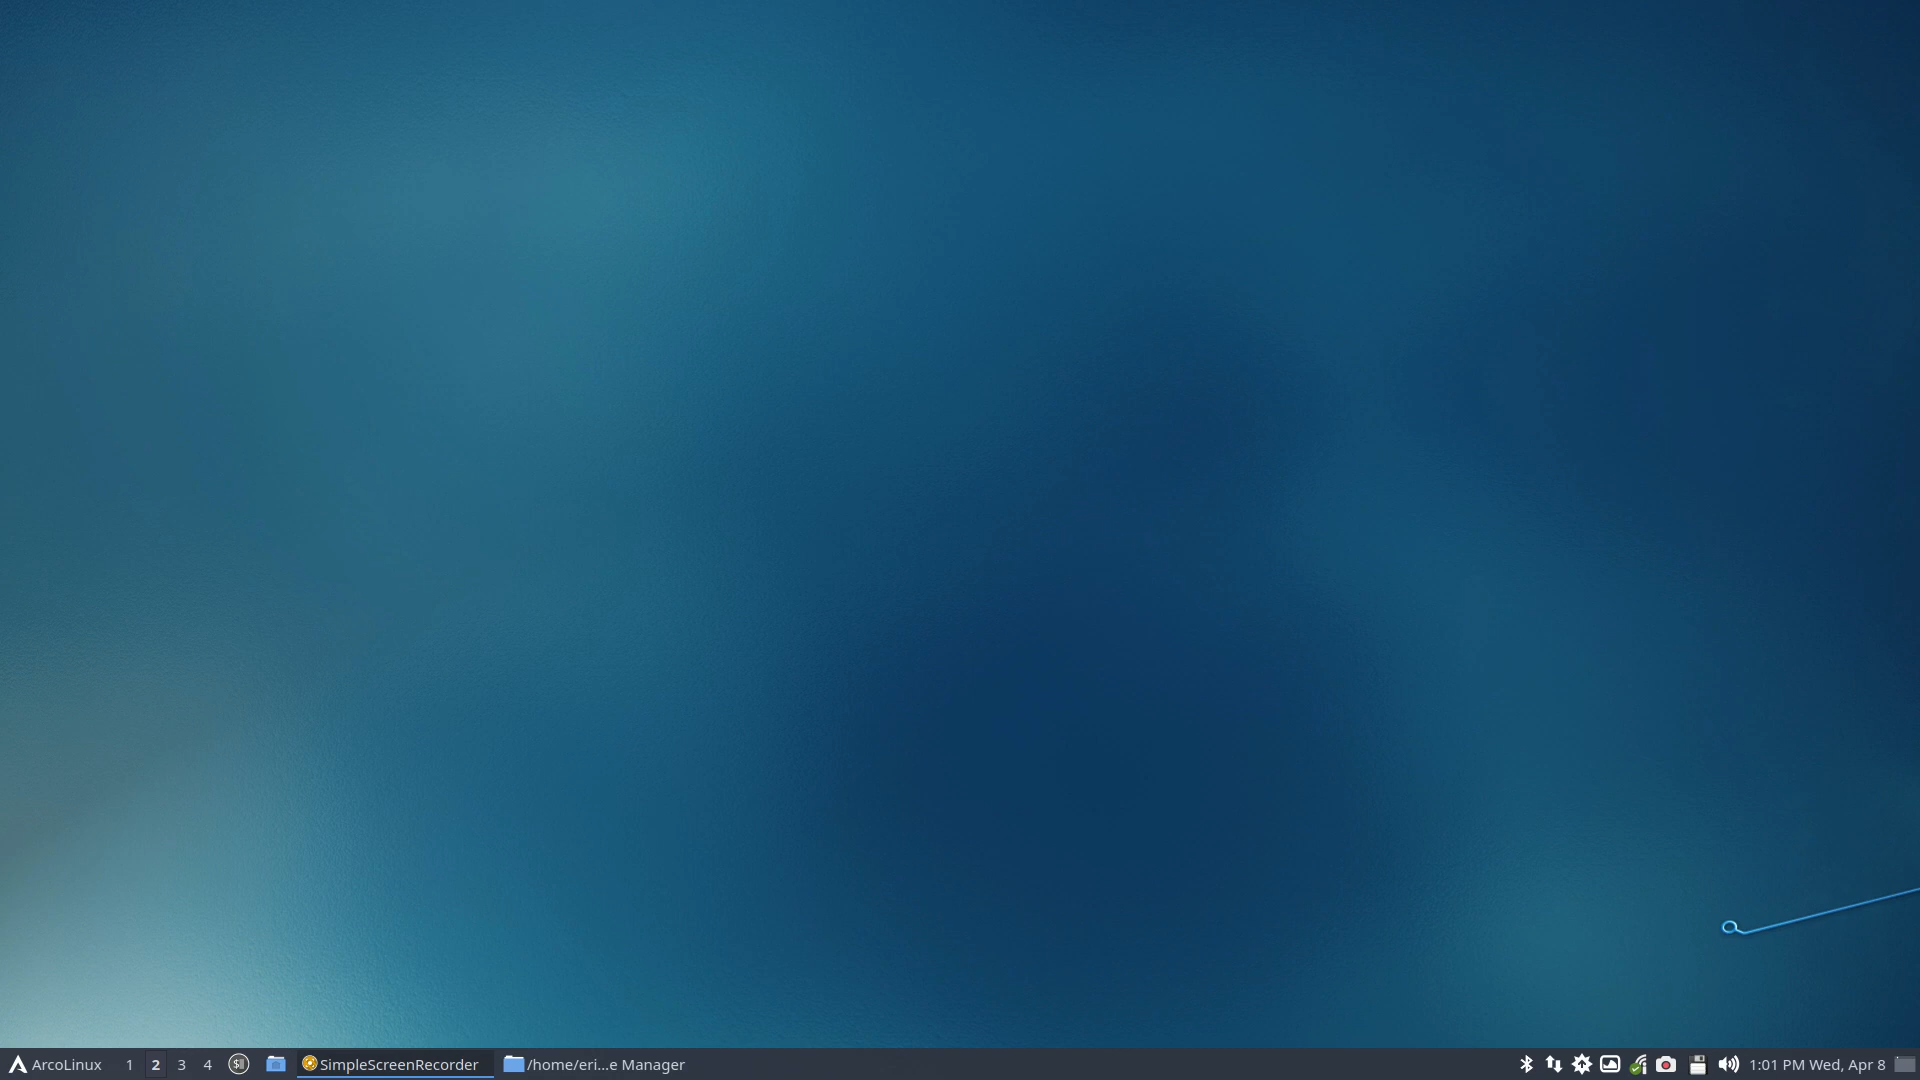 ArcoLinux 1 2 3 4 $ SimpleScreenRecorder /home/eri...e Manager 1:01 PM Wed, Apr 8